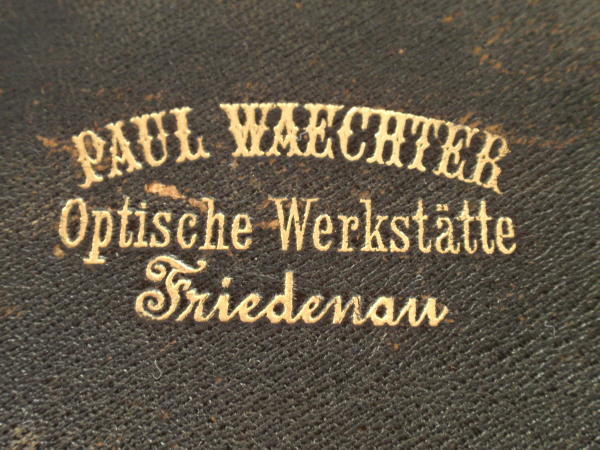 PAUL WAECHTER
Optische Werkstätte
Friedenau